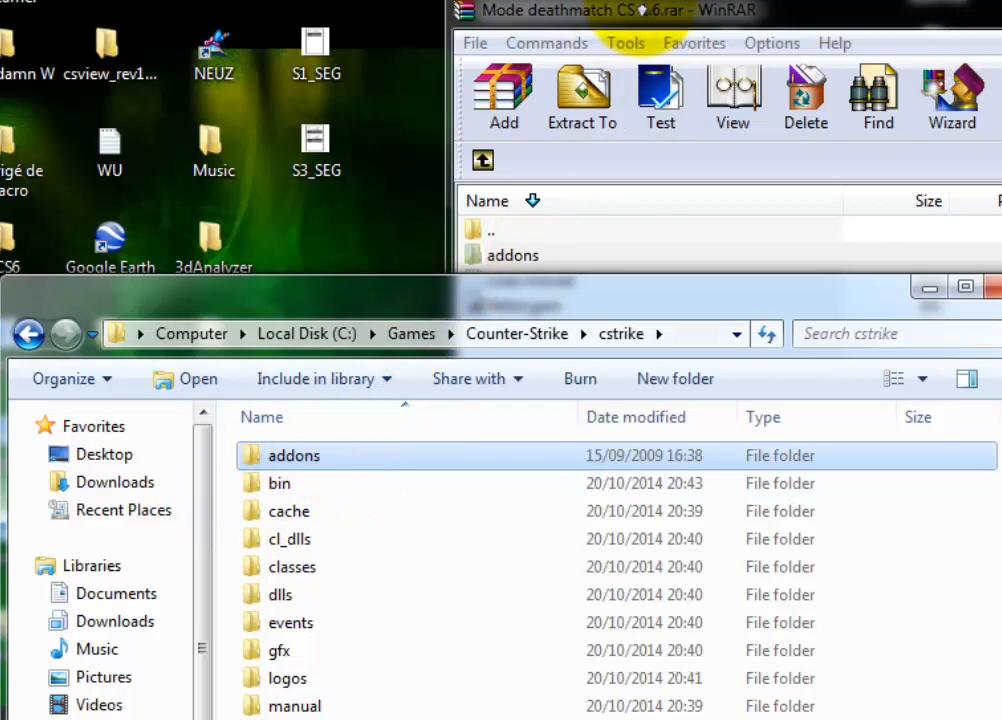 Mode deathmatch CS 1.6.rar - WinRAR
File Commands Tools Favorites Options Help
Add Extract To Test View Delete Find Wizard
Name Size
..
addons
damn W csview_rev1... NEUZ S1_SEG
igé de
acro
WU Music S3_SEG
CS6 Google Earth 3dAnalyzer
Computer Local Disk (C:) Games Counter-Strike cstrike Search cstrike
Organize Open Include in library Share with Burn New folder
Favorites
Desktop
Downloads
Recent Places
Libraries
Documents
Downloads
Music
Pictures
Videos
Name Date modified Type Size
addons 15/09/2009 16:38 File folder
bin 20/10/2014 20:43 File folder
cache 20/10/2014 20:39 File folder
cl_dlls 20/10/2014 20:40 File folder
classes 20/10/2014 20:40 File folder
dlls 20/10/2014 20:40 File folder
events 20/10/2014 20:40 File folder
gfx 20/10/2014 20:40 File folder
logos 20/10/2014 20:41 File folder
manual 20/10/2014 20:39 File folder